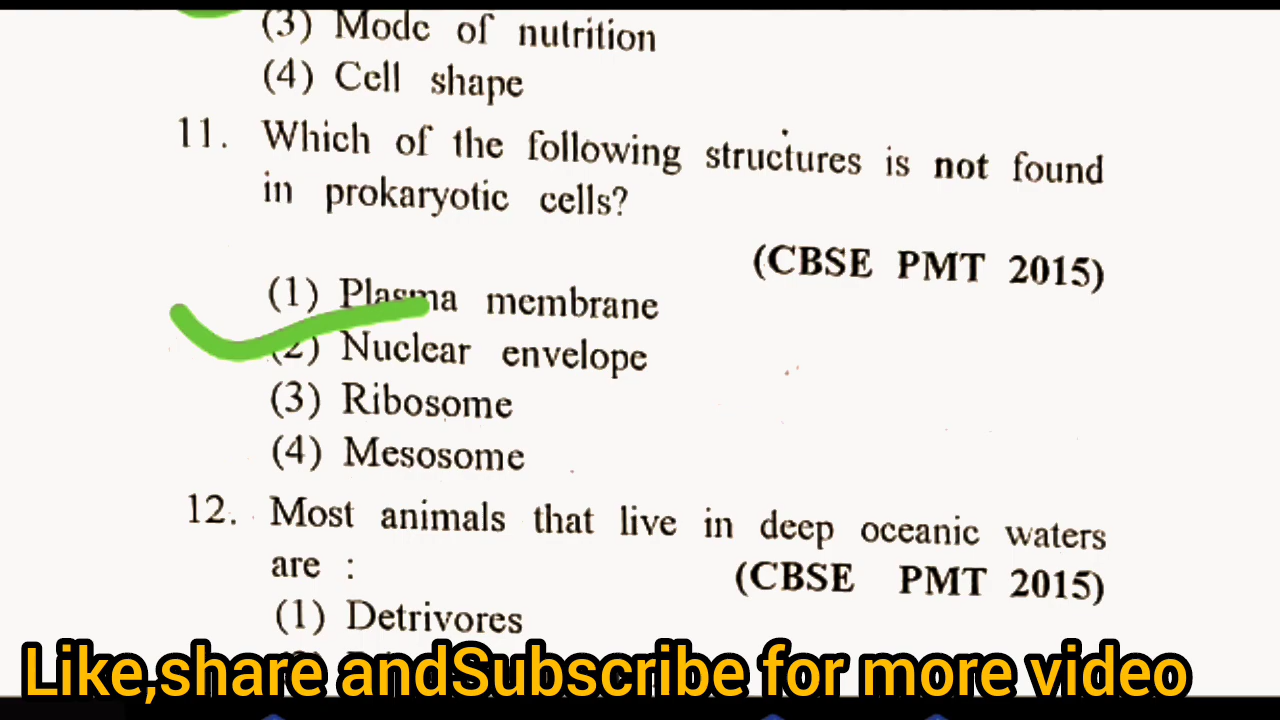 (3) Mode of nutrition
(4) Cell shape
11. Which of the following structures is not found
in prokaryotic cells?
(CBSE PMT 2015)
(1) Plasma membrane
(2) Nuclear envelope
(3) Ribosome
(4) Mesosome
12. Most animals that live in deep oceanic waters
are :
(CBSE PMT 2015)
(1) Detrivores
Like,share andSubscribe for more video